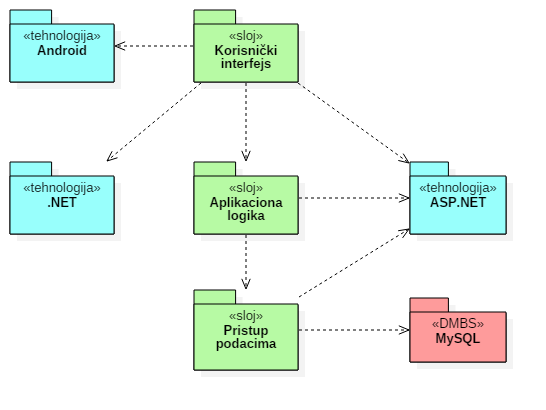 «tehnologija»
Android
«sloj»
Korisnički
interfejs
«tehnologija»
.NET
«sloj»
Aplikaciona
logika
«tehnologija»
ASP.NET
«sloj»
Pristup
podacima
«DMBS»
MySQL